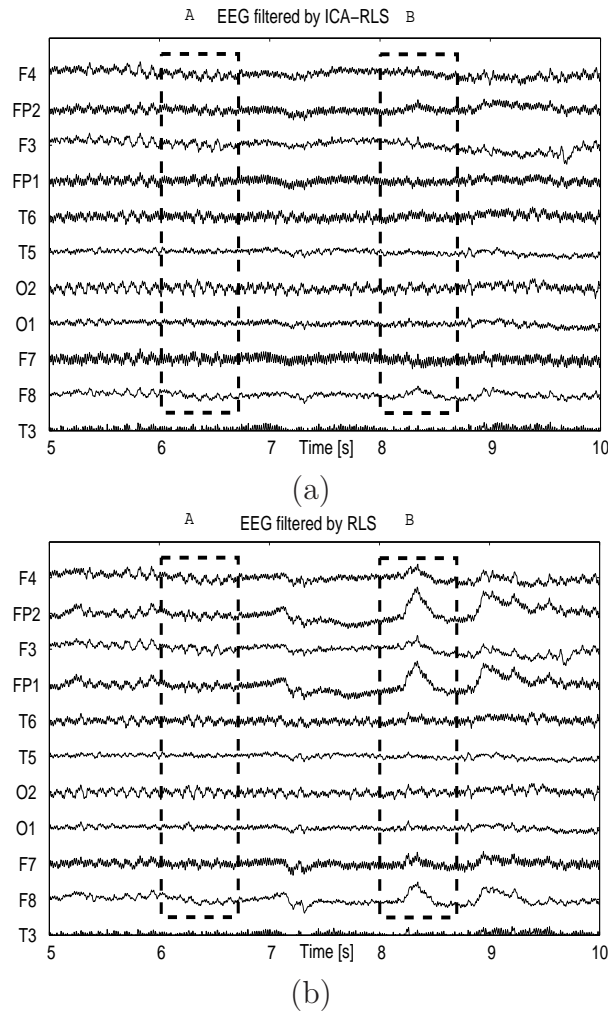 A EEG filtered by ICA-RLS B
F4
FP2
F3
FP1
T6
T5
O2
O1
F7
F8
T3
5 6 7 8 9 10
Time [s]
(a)
A EEG filtered by RLS B
F4
FP2
F3
FP1
T6
T5
O2
O1
F7
F8
T3
5 6 7 8 9 10
Time [s]
(b)